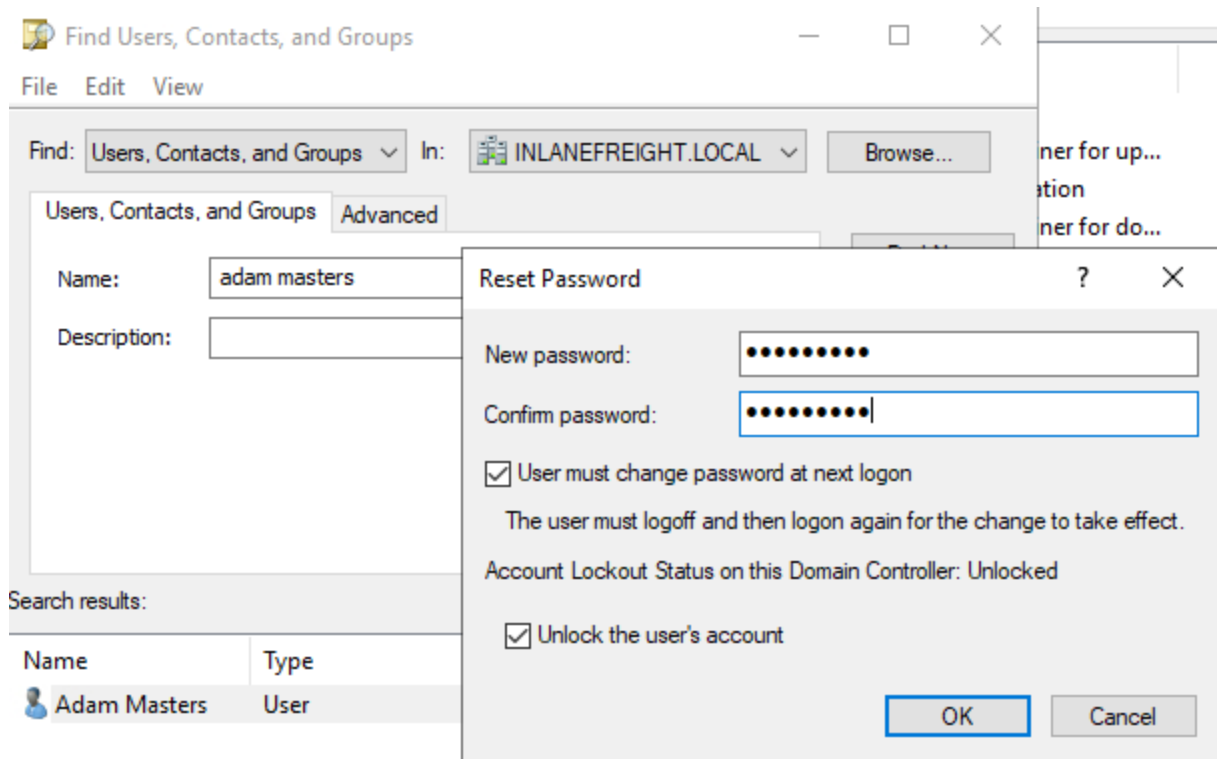 Find Users, Contacts, and Groups
File Edit View
Find: Users, Contacts, and Groups In: INLANEFREIGHT.LOCAL Browse...
ner for up...
ation
ner for do...
Users, Contacts, and Groups Advanced
Name: adam masters
Description:
Reset Password ?
New password: •••••••••
Confirm password: •••••••••
User must change password at next logon
The user must logoff and then logon again for the change to take effect.
Account Lockout Status on this Domain Controller: Unlocked
Unlock the user's account
OK Cancel
Search results:
Name Type
Adam Masters User